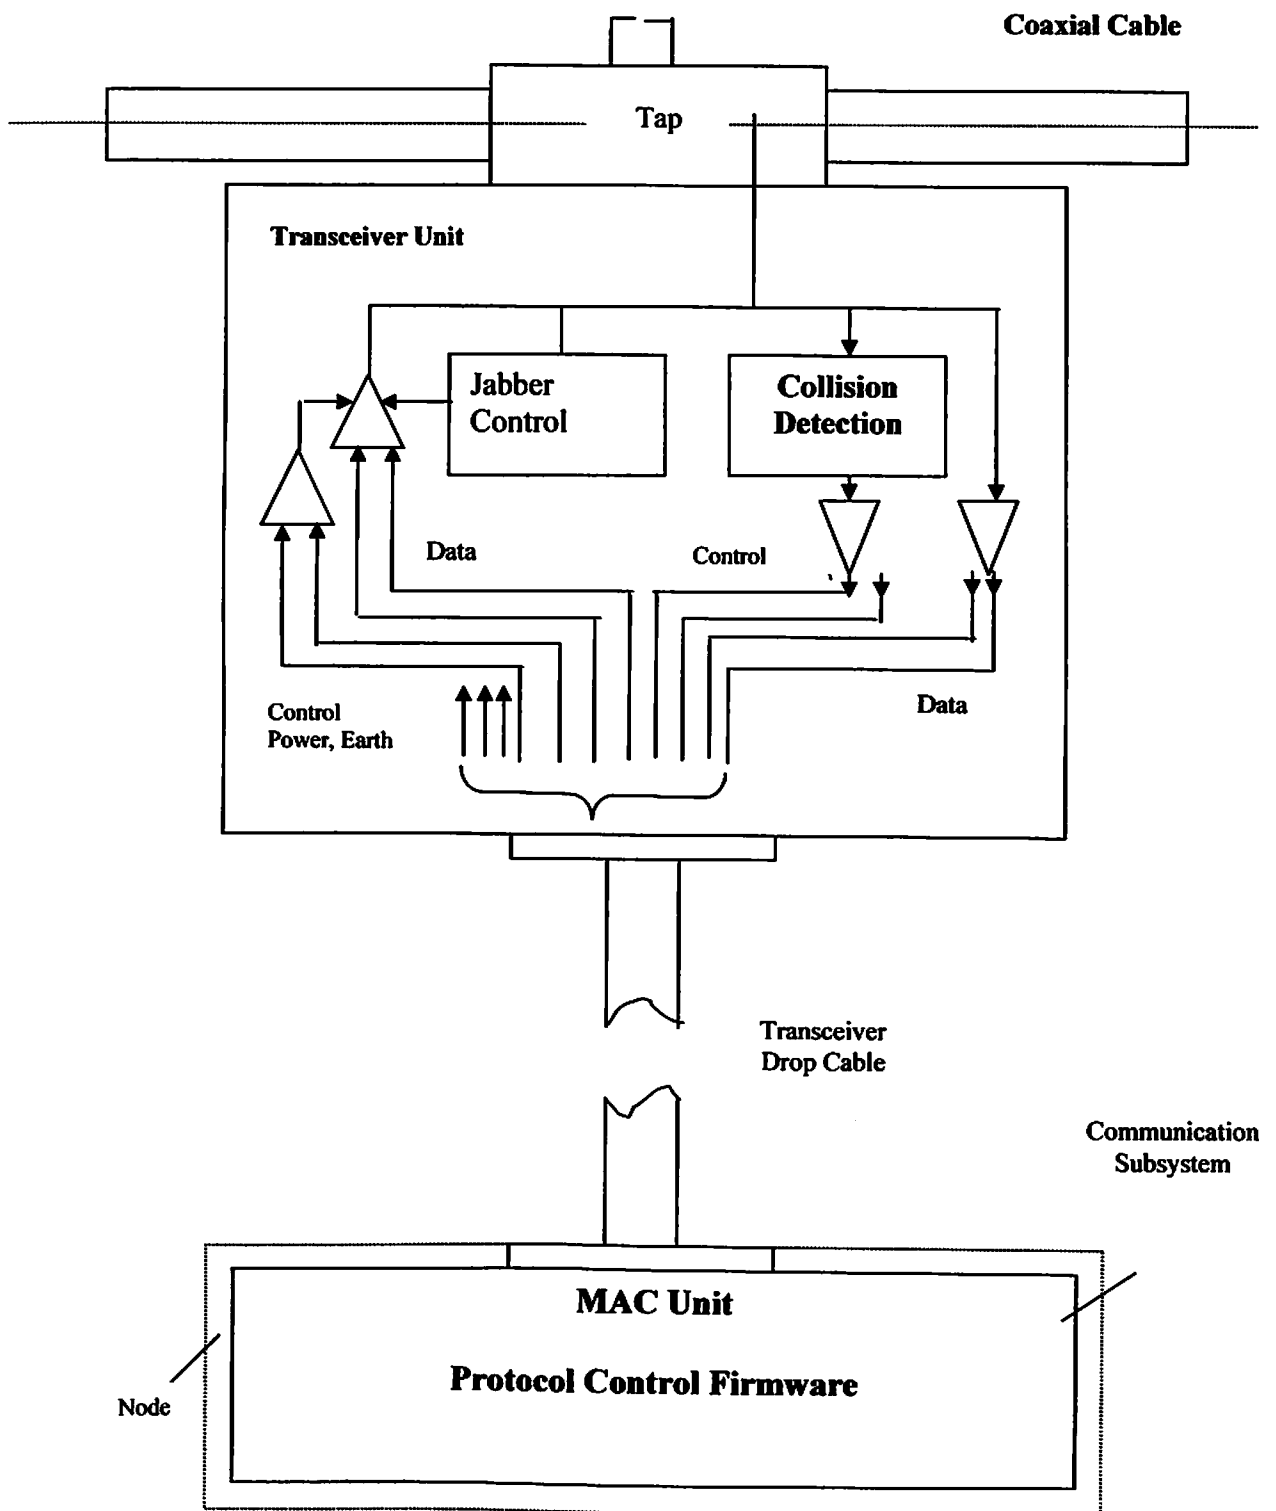 Coaxial Cable
Tap
Transceiver Unit
Jabber
Control
Collision
Detection
Data
Control
Control
Power, Earth
Data
Transceiver
Drop Cable
Communication
Subsystem
MAC Unit
Protocol Control Firmware
Node